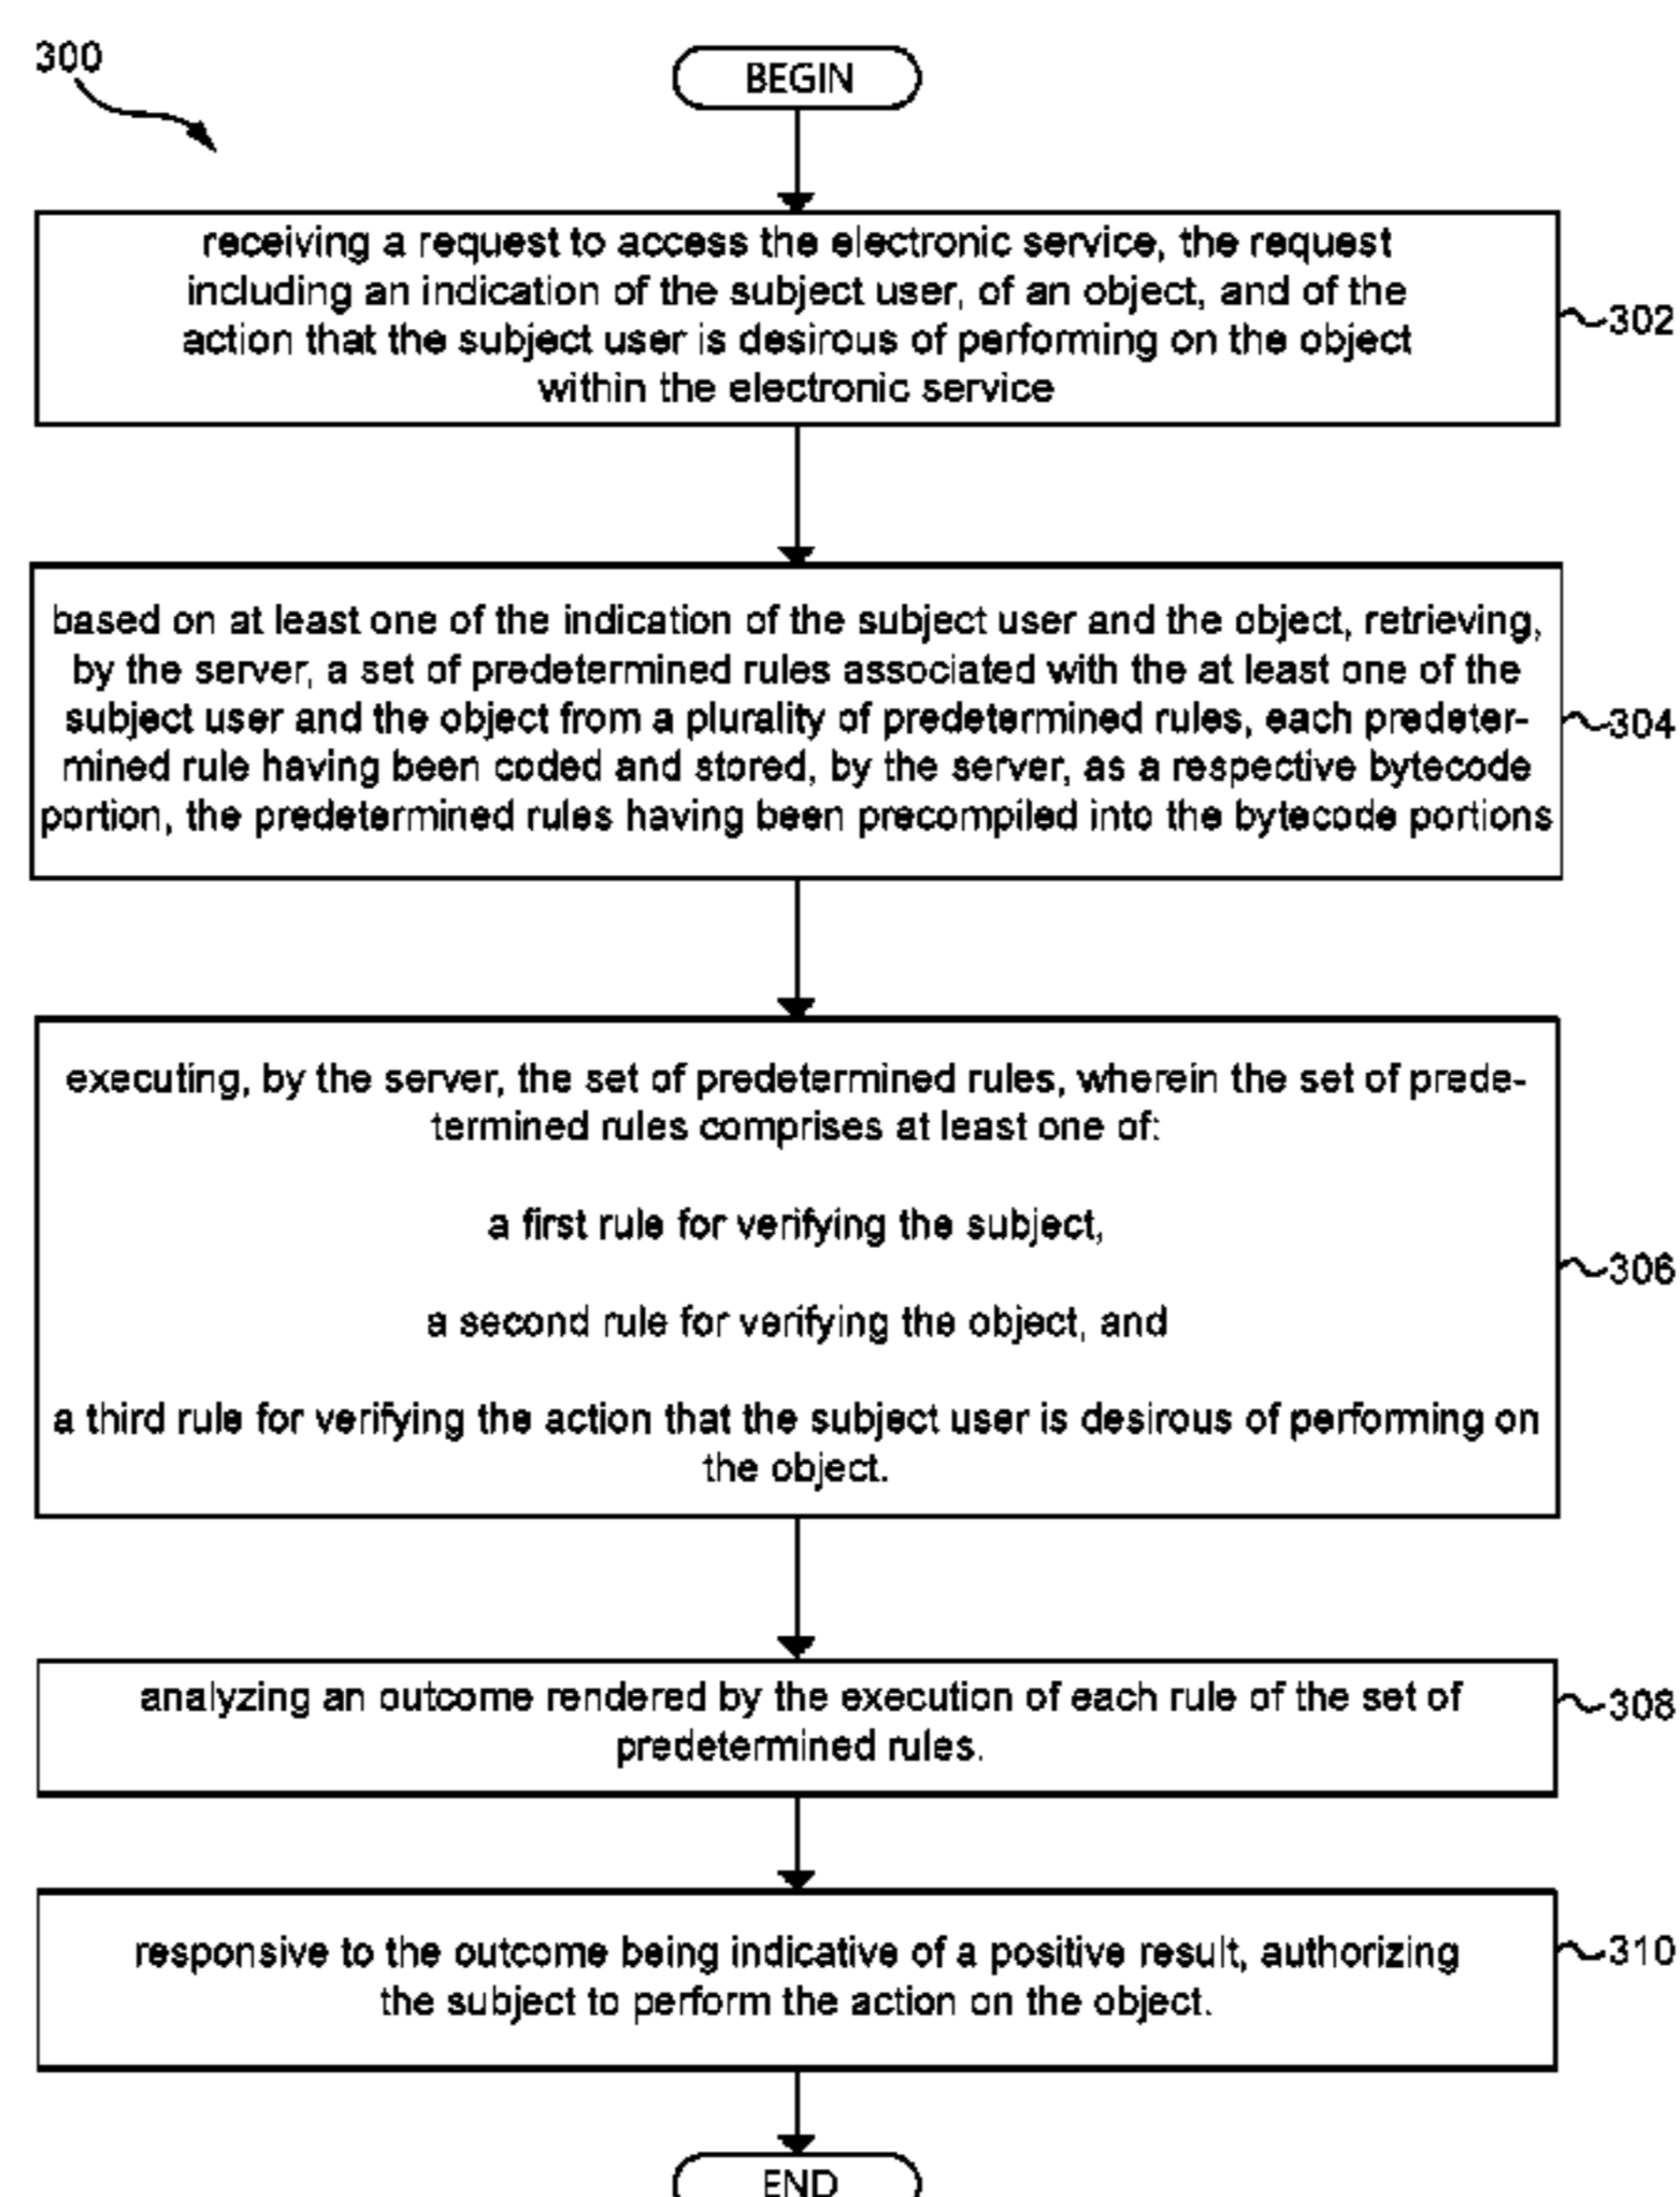 300
BEGIN
receiving a request to access the electronic service, the request
including an indication of the subject user, of an object, and of the
action that the subject user is desirous of performing on the object
within the electronic service
302
based on at least one of the indication of the subject user and the object, retrieving,
by the server, a set of predetermined rules associated with the at least one of the
subject user and the object from a plurality of predetermined rules, each predeter-
mined rule having been coded and stored, by the server, as a respective bytecode
portion, the predetermined rules having been precompiled into the bytecode portions
304
executing, by the server, the set of predetermined rules, wherein the set of prede-
termined rules comprises at least one of:
a first rule for verifying the subject,
a second rule for verifying the object, and
a third rule for verifying the action that the subject user is desirous of performing on
the object.
306
analyzing an outcome rendered by the execution of each rule of the set of
predetermined rules.
308
responsive to the outcome being indicative of a positive result, authorizing
the subject to perform the action on the object.
310
END